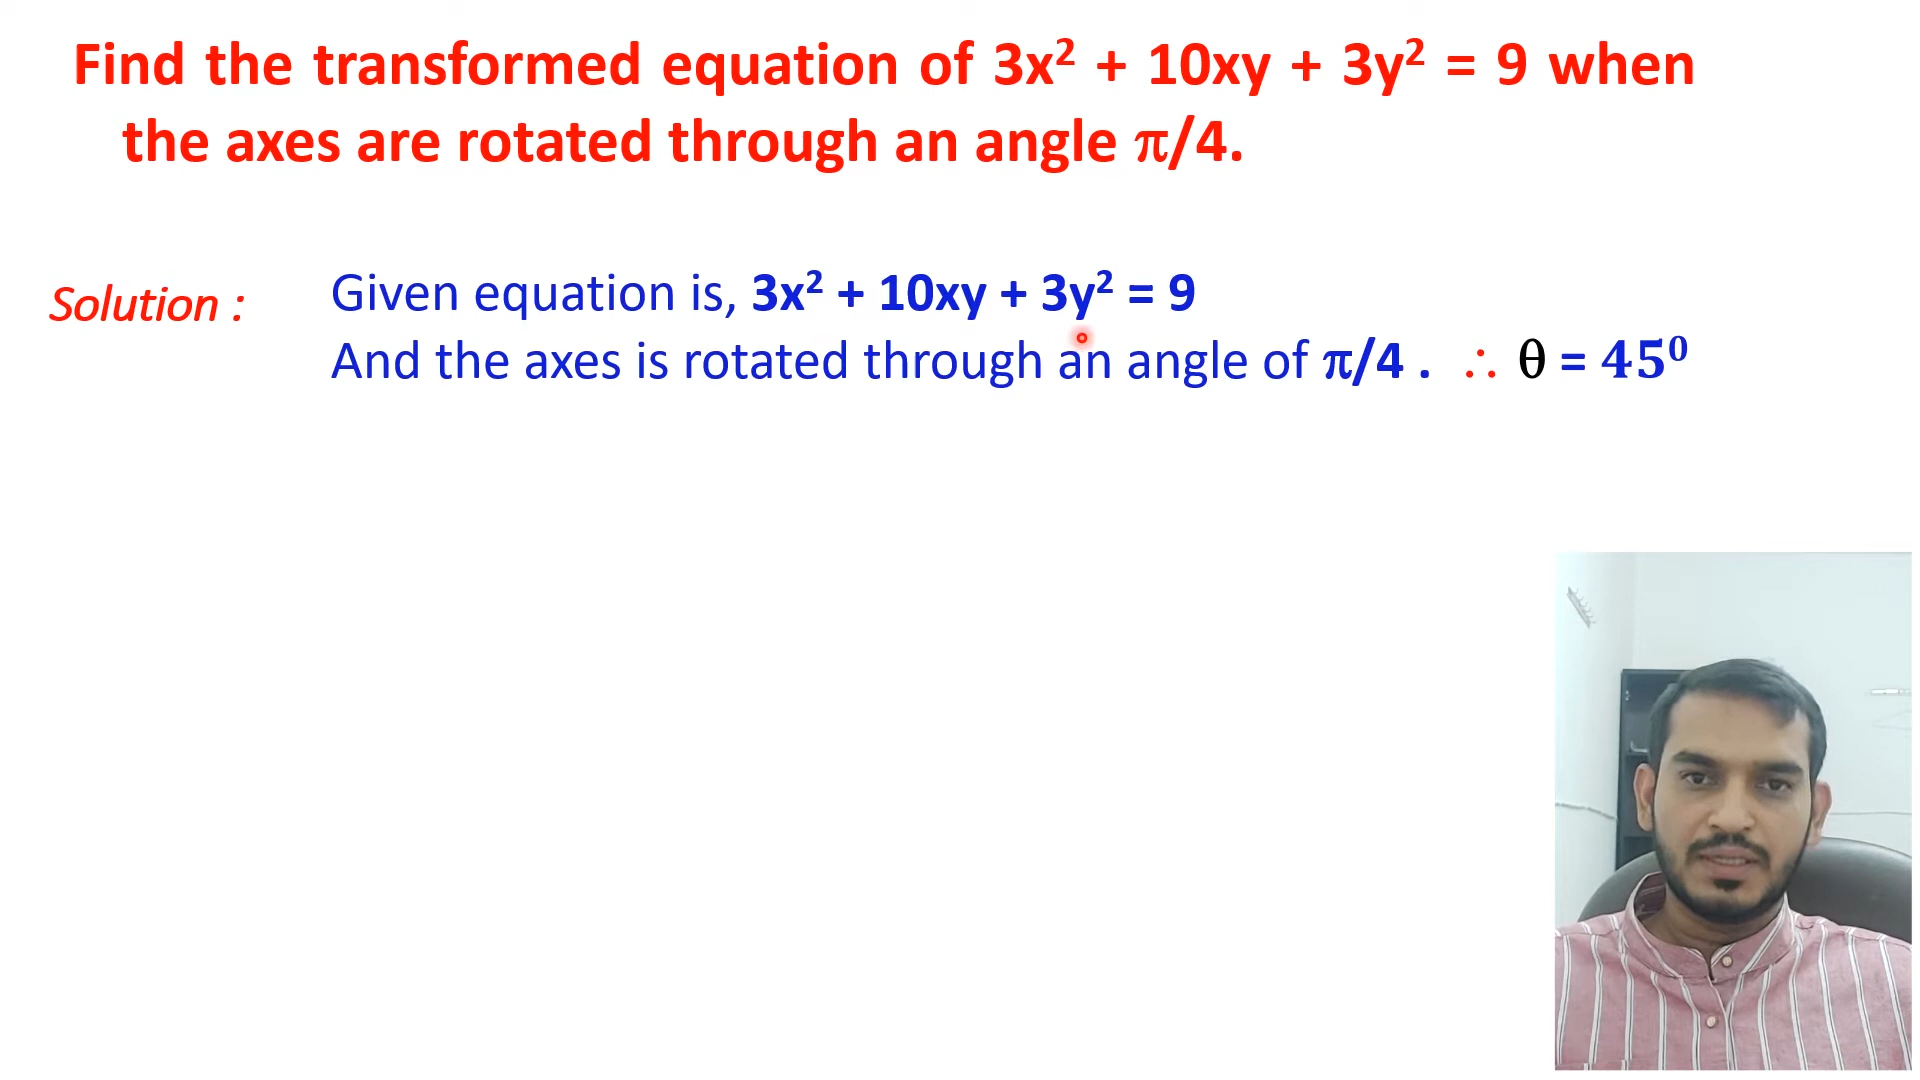 Find the transformed equation of 3x² + 10xy + 3y² = 9 when
the axes are rotated through an angle π/4.
Solution : Given equation is, 3x² + 10xy + 3y² = 9
And the axes is rotated through an angle of π/4 . ∴ θ = 45⁰